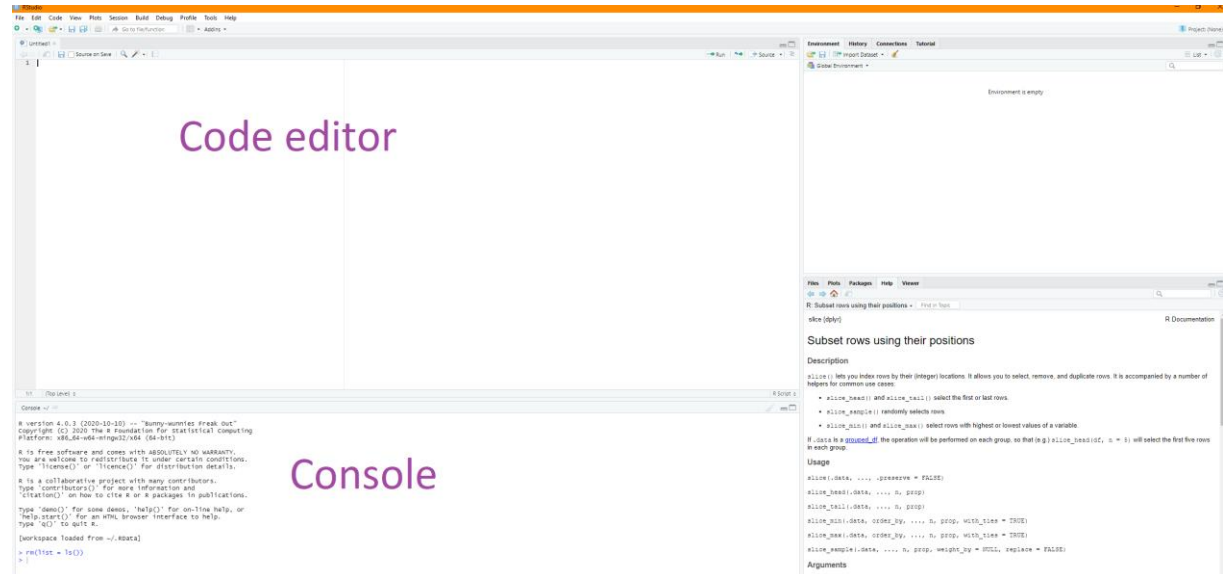 RStudio
File Edit Code View Plots Session Build Debug Profile Tools Help
Go to file/function Addins
Project: (None)
Untitled1
Source on Save
Run Source
1
Code editor
1:1 (Top Level) R Script
Console ~/
R version 4.0.3 (2020-10-10) -- "Bunny-Wunnies Freak Out"
Copyright (C) 2020 The R Foundation for Statistical Computing
Platform: x86_64-w64-mingw32/x64 (64-bit)
R is free software and comes with ABSOLUTELY NO WARRANTY.
You are welcome to redistribute it under certain conditions.
Type 'license()' or 'licence()' for distribution details.
R is a collaborative project with many contributors.
Type 'contributors()' for more information and
'citation()' on how to cite R or R packages in publications.
Type 'demo()' for some demos, 'help()' for on-line help, or
'help.start()' for an HTML browser interface to help.
Type 'q()' to quit R.
[Workspace loaded from ~/.RData]
> rm(list = ls())
>
Console
Environment History Connections Tutorial
Import Dataset List
Global Environment
Environment is empty
Files Plots Packages Help Viewer
R: Subset rows using their positions Find in Topic
slice {dplyr} R Documentation
Subset rows using their positions
Description
slice() lets you index rows by their (integer) locations. It allows you to select, remove, and duplicate rows. It is accompanied by a number of
helpers for common use cases:
• slice_head() and slice_tail() select the first or last rows.
• slice_sample() randomly selects rows.
• slice_min() and slice_max() select rows with highest or lowest values of a variable.
If .data is a grouped_df, the operation will be performed on each group, so that (e.g.) slice_head(df, n = 5) will select the first five rows
in each group.
Usage
slice(.data, ..., .preserve = FALSE)
slice_head(.data, ..., n, prop)
slice_tail(.data, ..., n, prop)
slice_min(.data, order_by, ..., n, prop, with_ties = TRUE)
slice_max(.data, order_by, ..., n, prop, with_ties = TRUE)
slice_sample(.data, ..., n, prop, weight_by = NULL, replace = FALSE)
Arguments